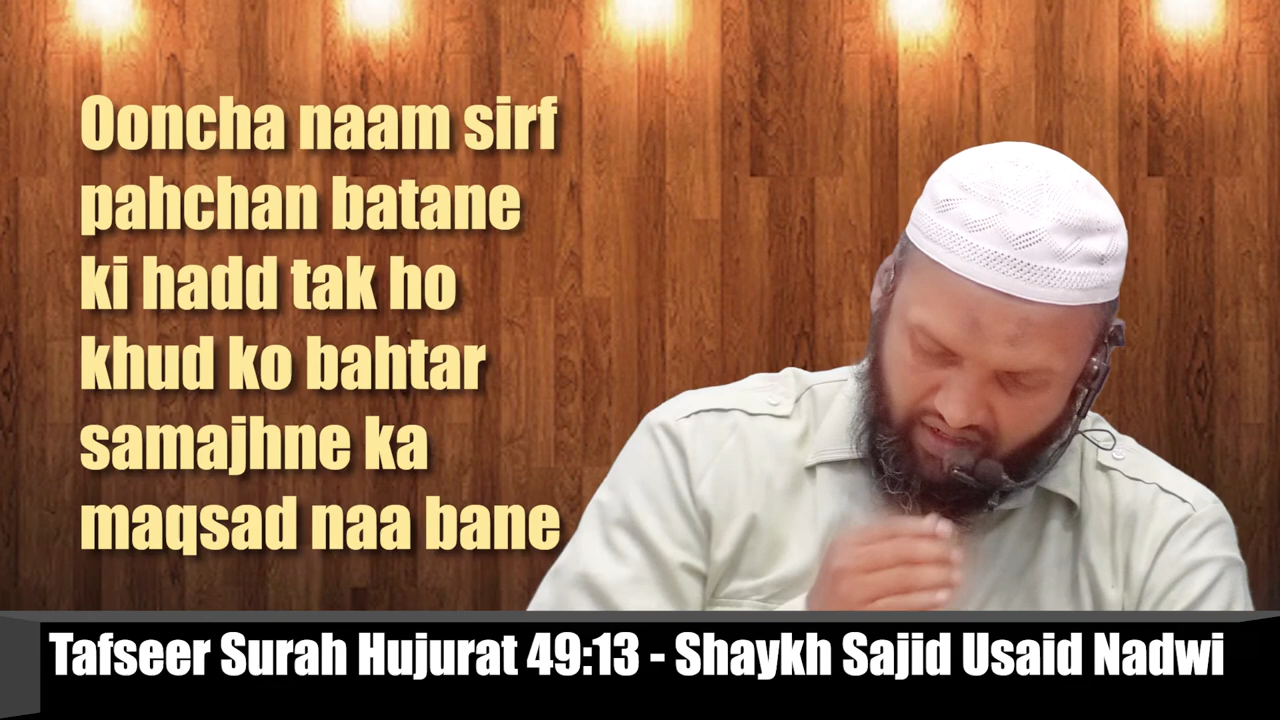 Ooncha naam sirf
pahchan batane
ki hadd tak ho
khud ko bahtar
samajhne ka
maqsad naa bane
Tafseer Surah Hujurat 49:13 - Shaykh Sajid Usaid Nadwi